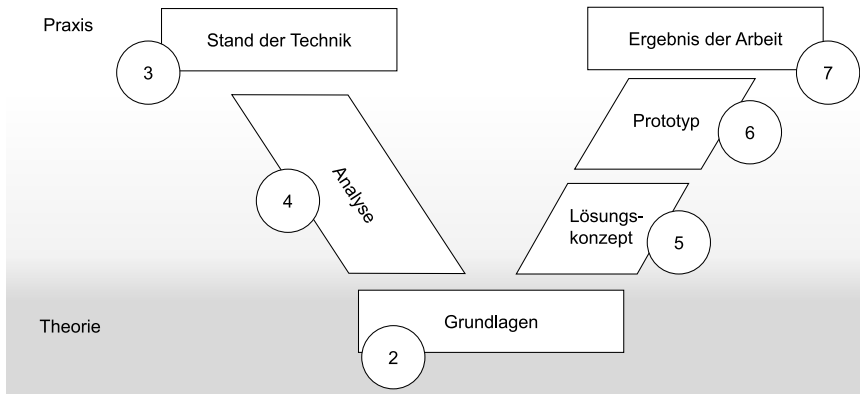 Praxis
Stand der Technik
Ergebnis der Arbeit
3
7
Prototyp
6
Analyse
4
Lösungs-
konzept
5
Theorie
Grundlagen
2